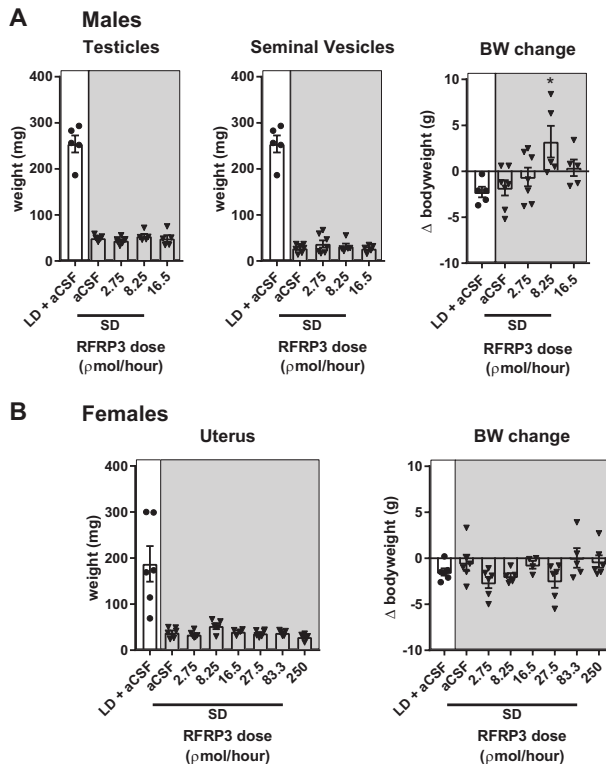 A Males
Testicles
Seminal Vesicles
BW change
weight (mg)
400
300
200
100
0
LD + aCSF
aCSF
2.75
8.25
16.5
SD
RFRP3 dose
(ρmol/hour)
weight (mg)
400
300
200
100
0
LD + aCSF
aCSF
2.75
8.25
16.5
SD
RFRP3 dose
(ρmol/hour)
Δ bodyweight (g)
10
5
0
-5
-10
*
LD + aCSF
aCSF
2.75
8.25
16.5
SD
RFRP3 dose
(ρmol/hour)
B Females
Uterus
BW change
weight (mg)
400
300
200
100
0
LD + aCSF
aCSF
2.75
8.25
16.5
27.5
83.3
250
SD
RFRP3 dose
(ρmol/hour)
Δ bodyweight (g)
10
5
0
-5
-10
LD + aCSF
aCSF
2.75
8.25
16.5
27.5
83.3
250
SD
RFRP3 dose
(ρmol/hour)